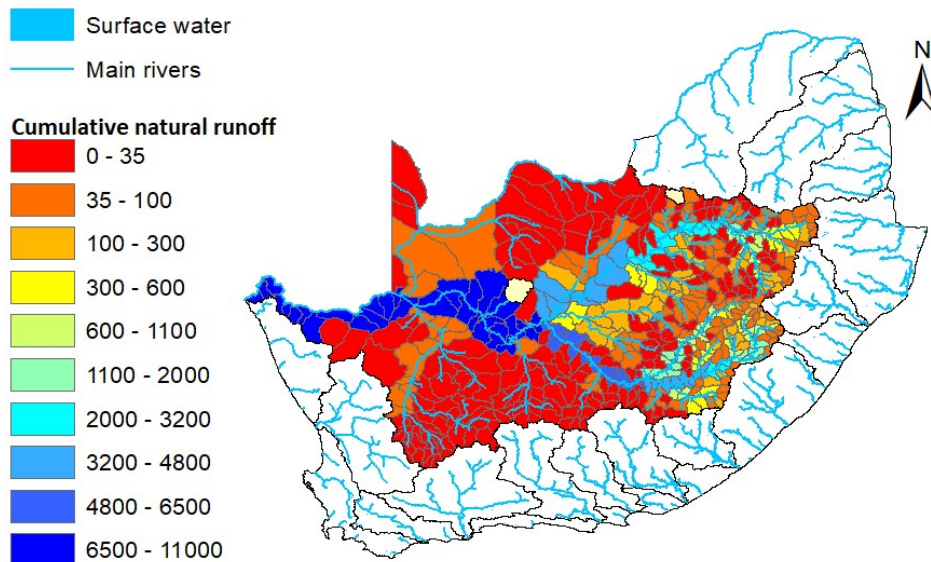 Surface water
Main rivers
Cumulative natural runoff
0 - 35
35 - 100
100 - 300
300 - 600
600 - 1100
1100 - 2000
2000 - 3200
3200 - 4800
4800 - 6500
6500 - 11000
N